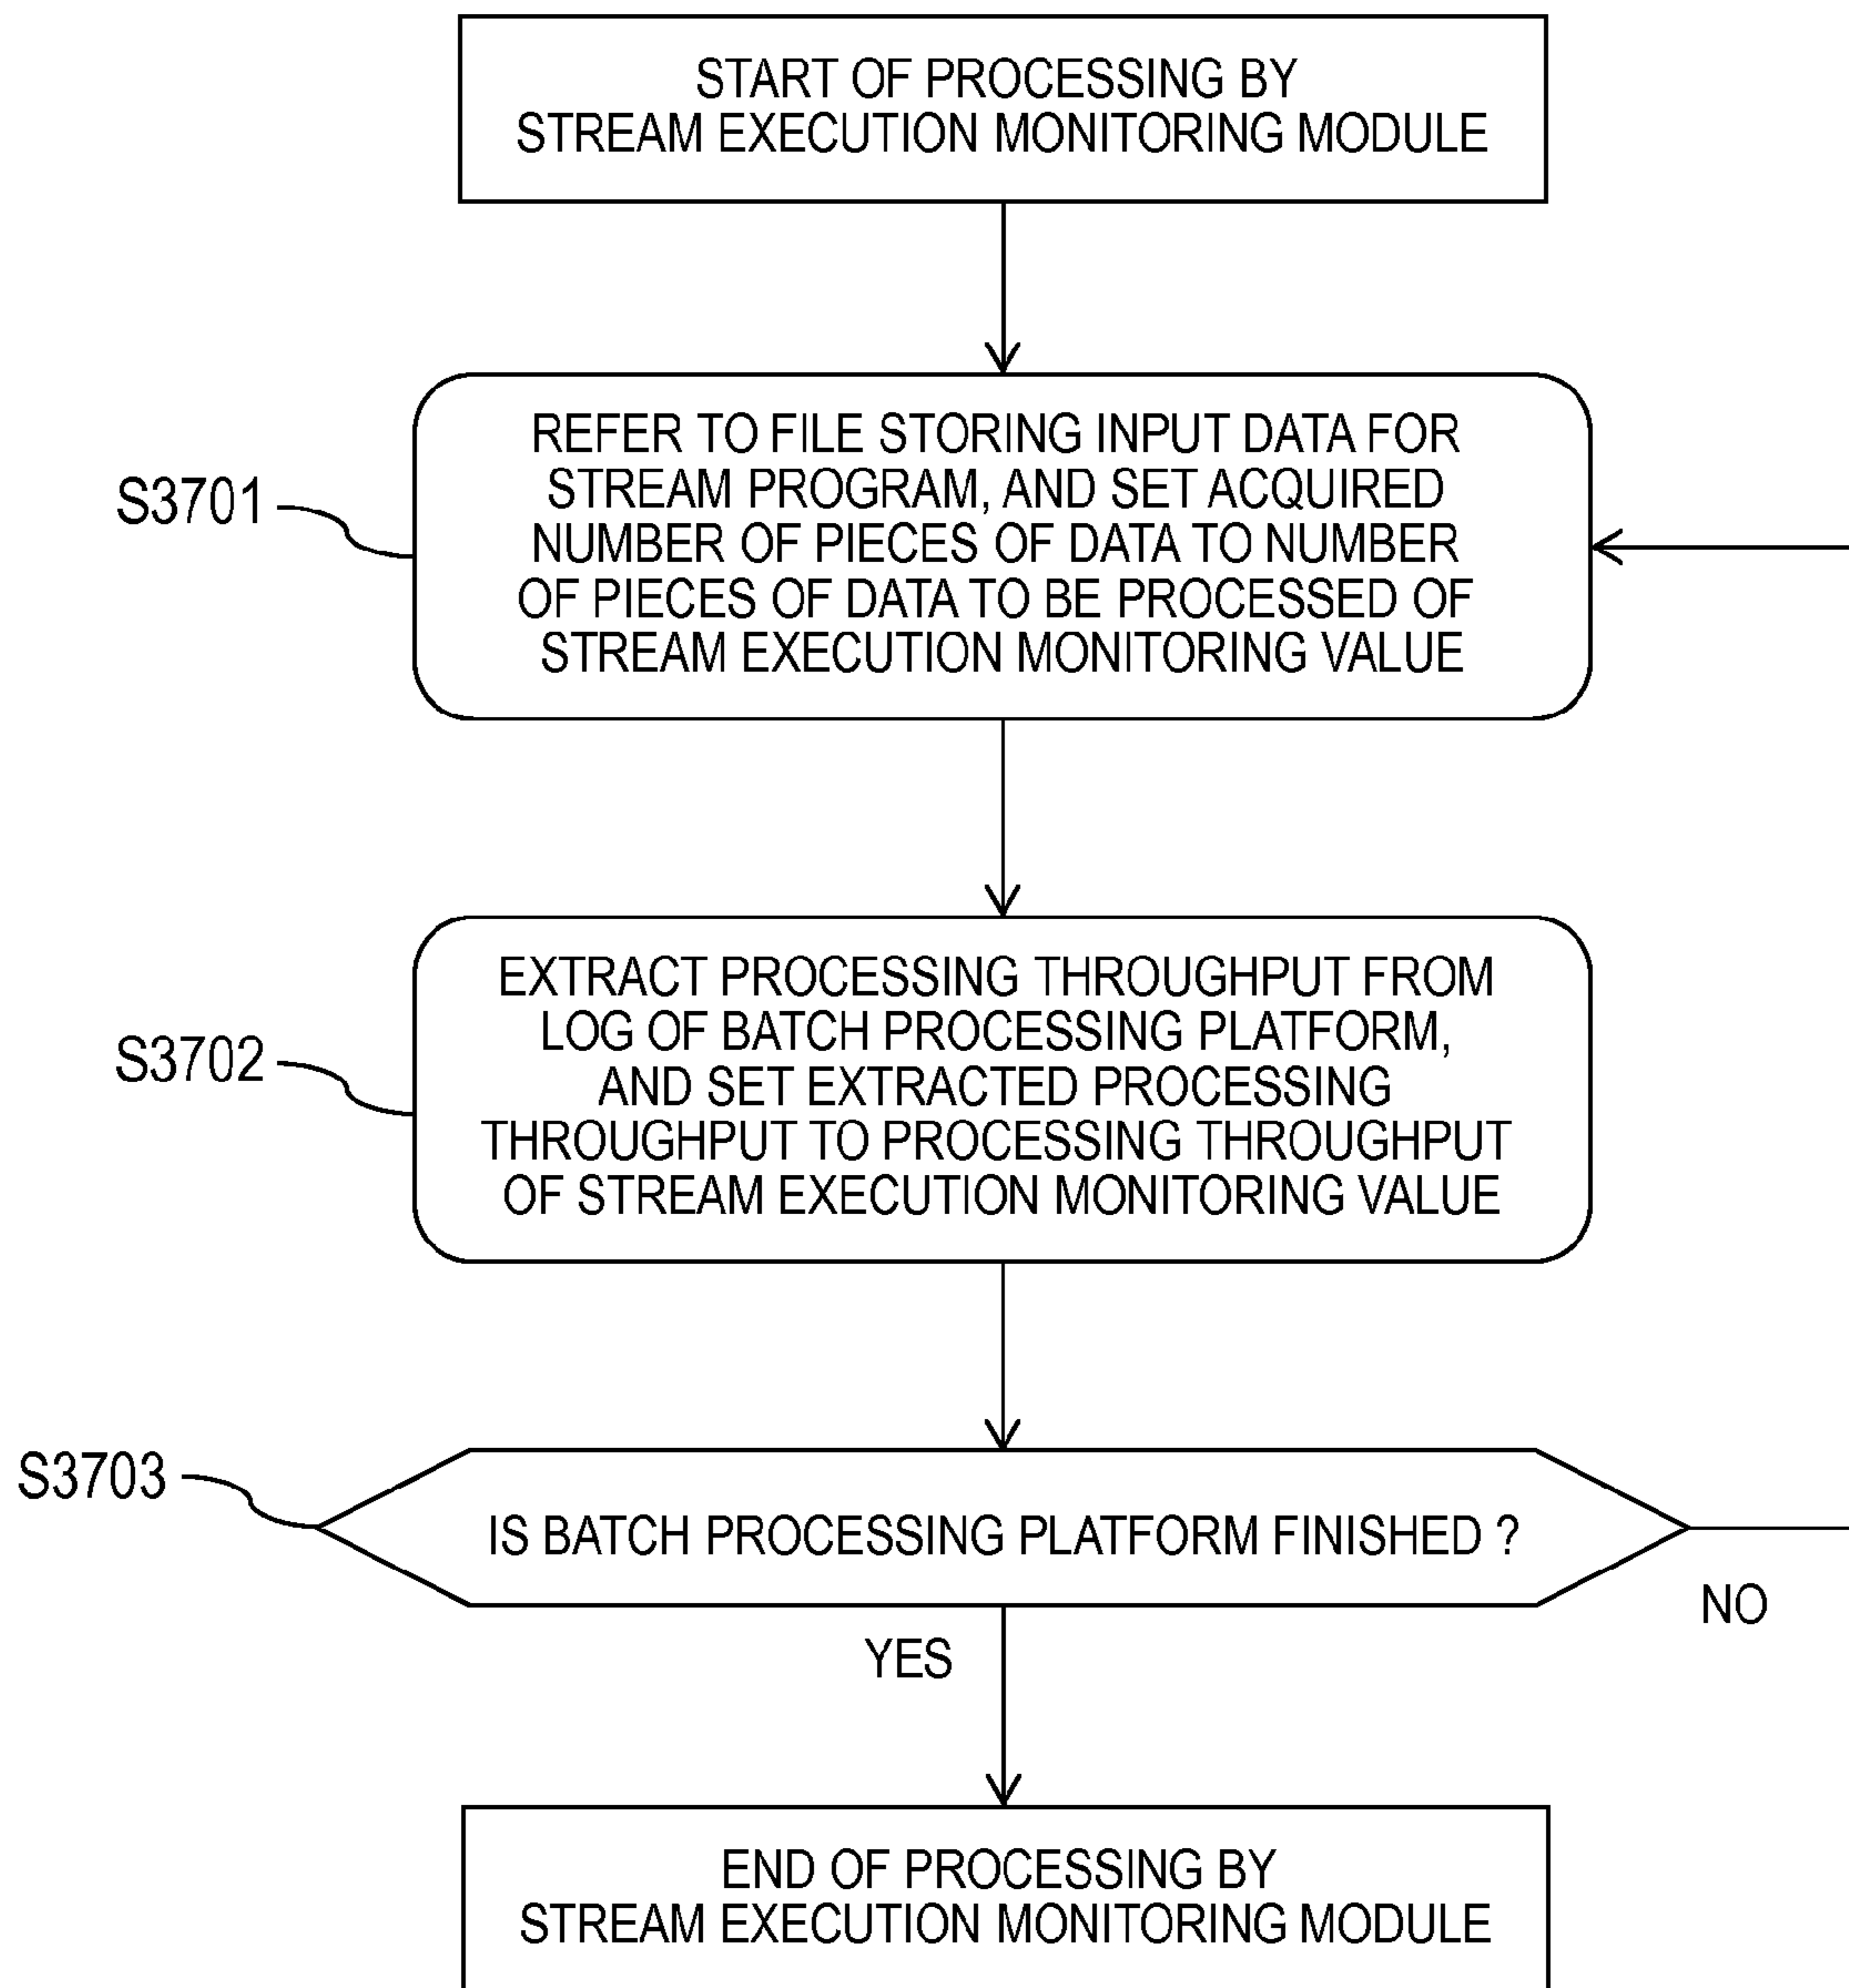 START OF PROCESSING BY
STREAM EXECUTION MONITORING MODULE
REFER TO FILE STORING INPUT DATA FOR
STREAM PROGRAM, AND SET ACQUIRED
NUMBER OF PIECES OF DATA TO NUMBER
OF PIECES OF DATA TO BE PROCESSED OF
STREAM EXECUTION MONITORING VALUE
S3701
EXTRACT PROCESSING THROUGHPUT FROM
LOG OF BATCH PROCESSING PLATFORM,
AND SET EXTRACTED PROCESSING
THROUGHPUT TO PROCESSING THROUGHPUT
OF STREAM EXECUTION MONITORING VALUE
S3702
S3703
IS BATCH PROCESSING PLATFORM FINISHED ?
NO
YES
END OF PROCESSING BY
STREAM EXECUTION MONITORING MODULE